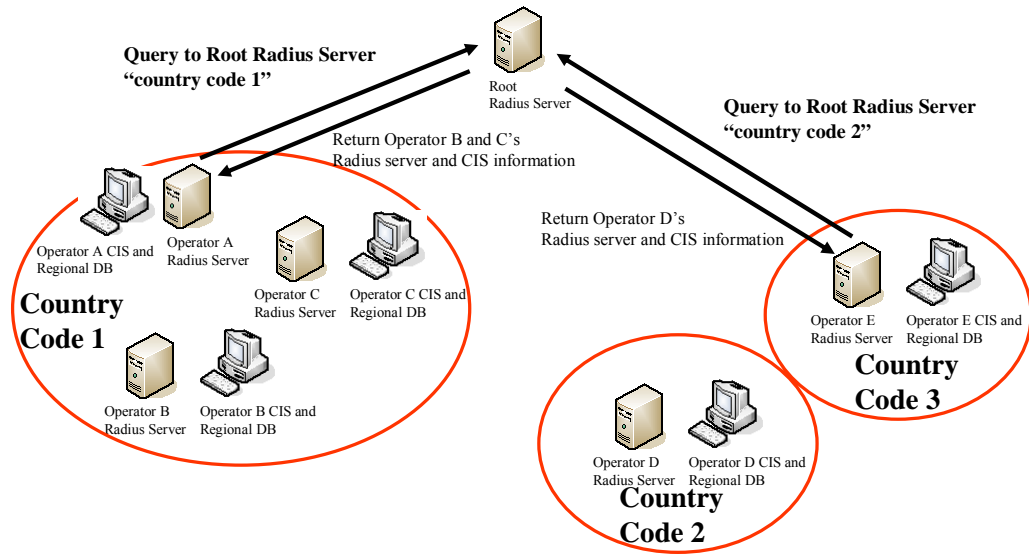 Query to Root Radius Server
“country code 1”
Root
Radius Server
Query to Root Radius Server
“country code 2”
Return Operator B and C’s
Radius server and CIS information
Return Operator D’s
Radius server and CIS information
Operator A CIS and
Regional DB
Operator A
Radius Server
Operator C
Radius Server
Operator C CIS and
Regional DB
Country
Code 1
Operator B
Radius Server
Operator B CIS and
Regional DB
Operator E
Radius Server
Operator E CIS and
Regional DB
Country
Code 3
Operator D
Radius Server
Operator D CIS and
Regional DB
Country
Code 2